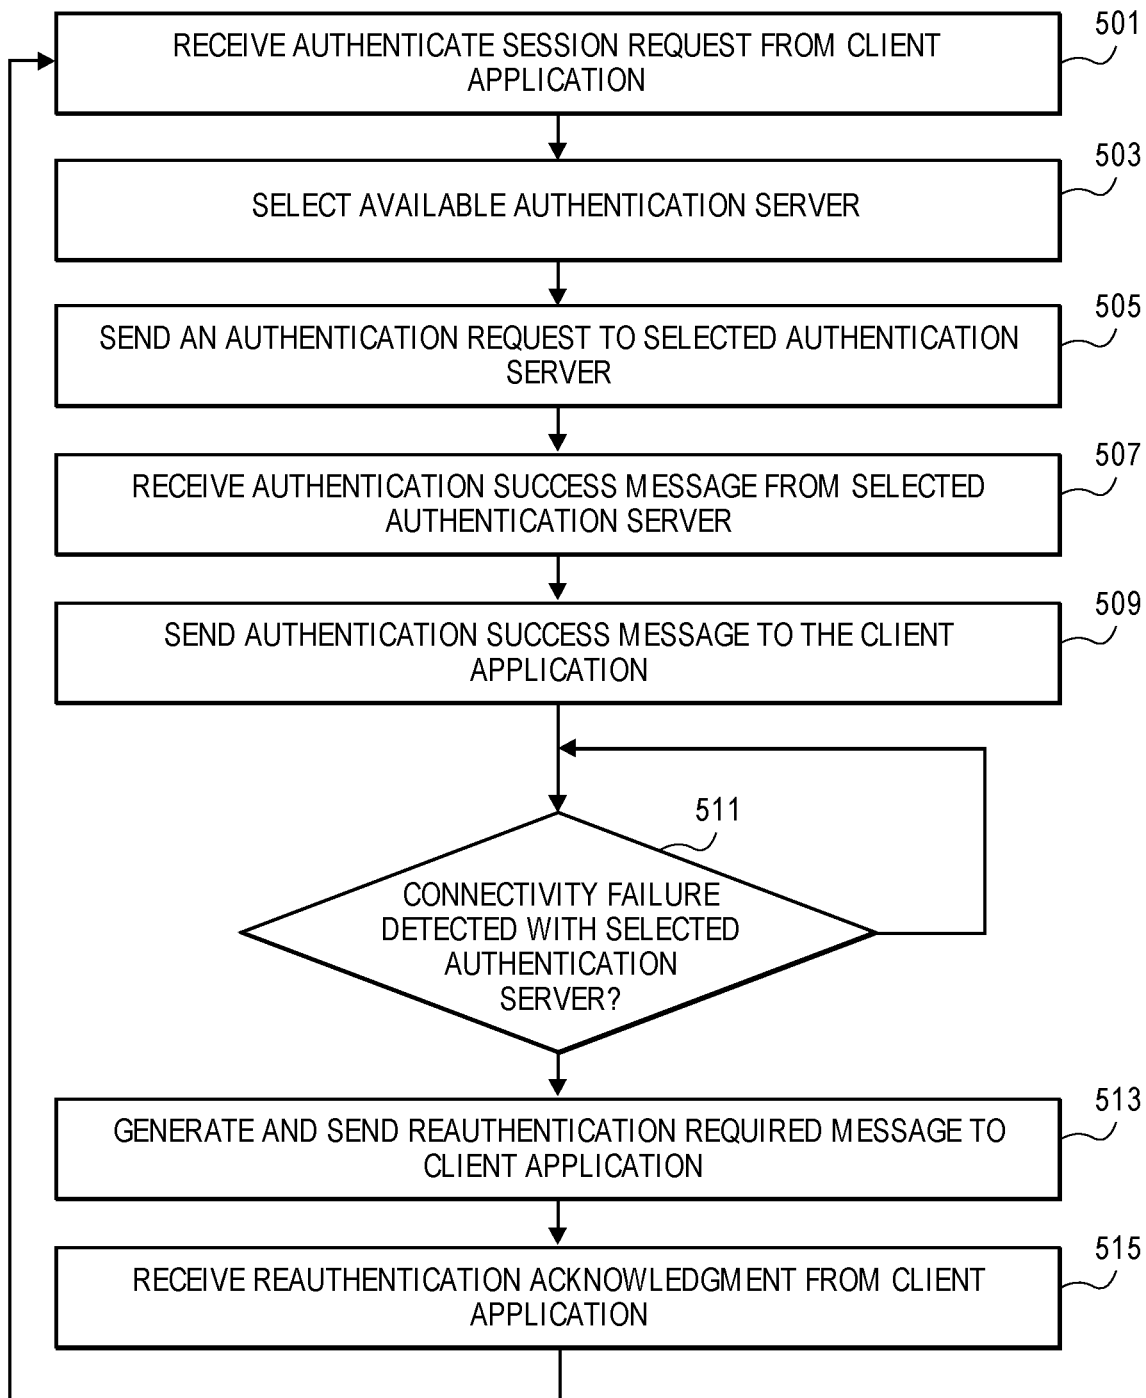 RECEIVE AUTHENTICATE SESSION REQUEST FROM CLIENT
APPLICATION
501
SELECT AVAILABLE AUTHENTICATION SERVER
503
SEND AN AUTHENTICATION REQUEST TO SELECTED AUTHENTICATION
SERVER
505
RECEIVE AUTHENTICATION SUCCESS MESSAGE FROM SELECTED
AUTHENTICATION SERVER
507
SEND AUTHENTICATION SUCCESS MESSAGE TO THE CLIENT
APPLICATION
509
511
CONNECTIVITY FAILURE
DETECTED WITH SELECTED
AUTHENTICATION
SERVER?
GENERATE AND SEND REAUTHENTICATION REQUIRED MESSAGE TO
CLIENT APPLICATION
513
RECEIVE REAUTHENTICATION ACKNOWLEDGMENT FROM CLIENT
APPLICATION
515